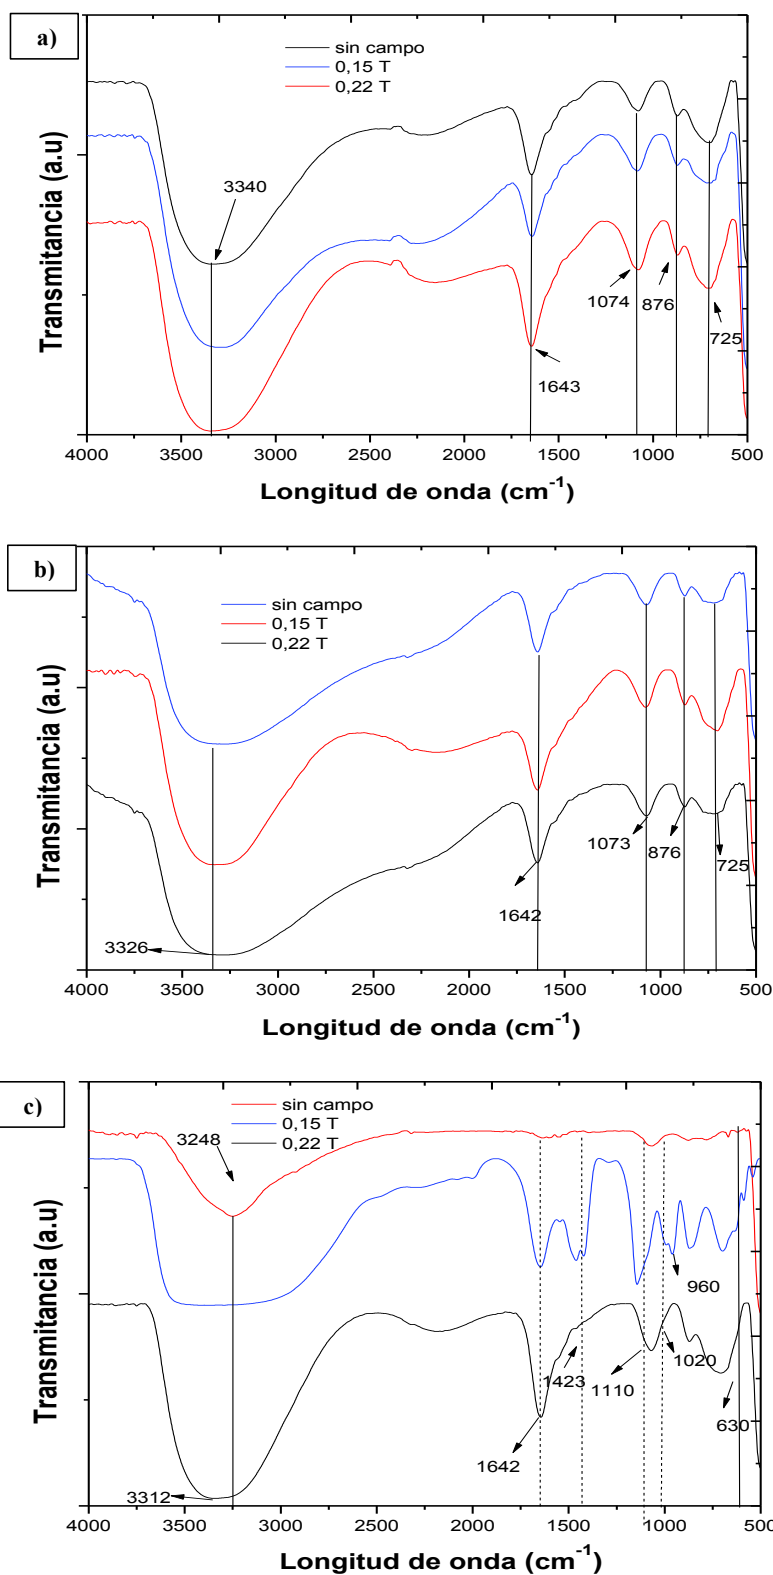 a)
sin campo
0,15 T
0,22 T
3340
1074
876
725
1643
Transmitancia (a.u)
4000 3500 3000 2500 2000 1500 1000 500
Longitud de onda (cm-1)
b)
sin campo
0,15 T
0,22 T
1073
876
725
1642
3326
Transmitancia (a.u)
4000 3500 3000 2500 2000 1500 1000 500
Longitud de onda (cm-1)
c)
sin campo
0,15 T
0,22 T
3248
960
1423
1110
1020
630
1642
3312
Transmitancia (a.u)
4000 3500 3000 2500 2000 1500 1000 500
Longitud de onda (cm-1)